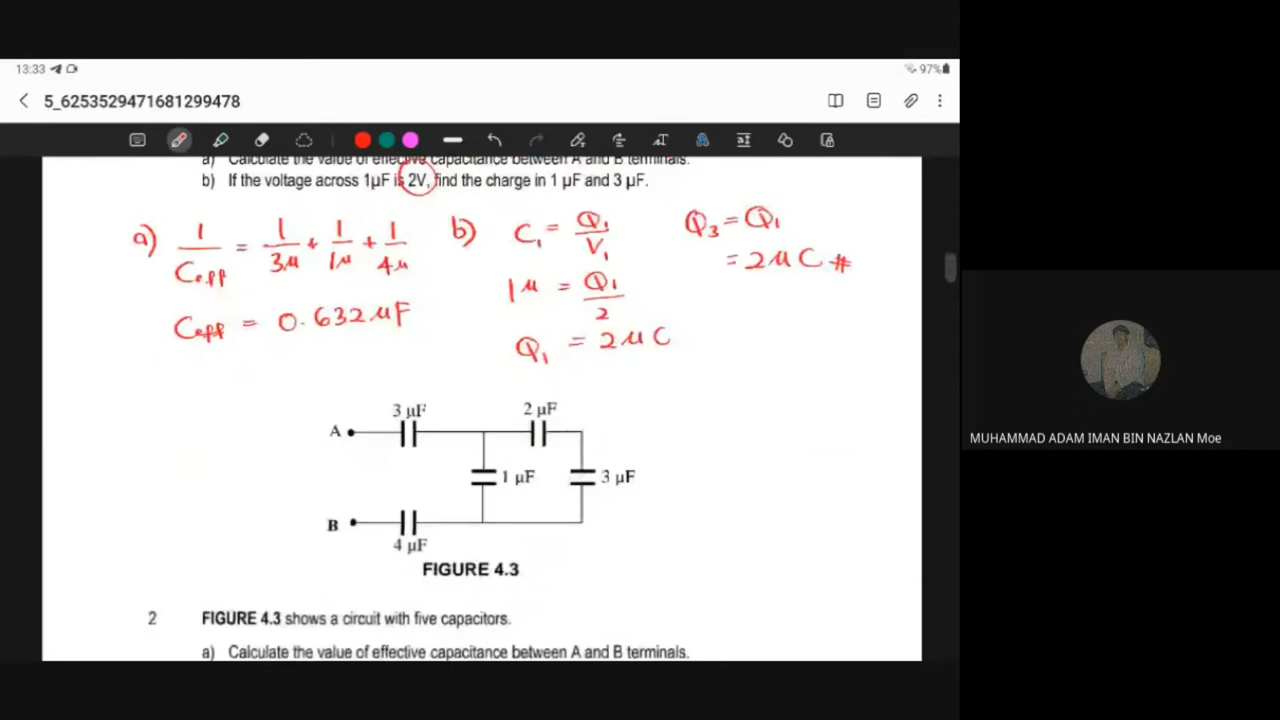 13:33
97%
5_6253529471681299478
a) Calculate the value of effective capacitance between A and B terminals.
b) If the voltage across 1µF is 2V, find the charge in 1 µF and 3 µF.
a) 1/Ceff = 1/3µ + 1/1µ + 1/4µ
Ceff = 0.632µF
b) C₁ = Q₁/V₁
1µ = Q₁/2
Q₁ = 2µC
Q₃ = Q₁
= 2µC #
3 µF
2 µF
A
1 µF
3 µF
B
4 µF
FIGURE 4.3
2 FIGURE 4.3 shows a circuit with five capacitors.
a) Calculate the value of effective capacitance between A and B terminals.
MUHAMMAD ADAM IMAN BIN NAZLAN Moe